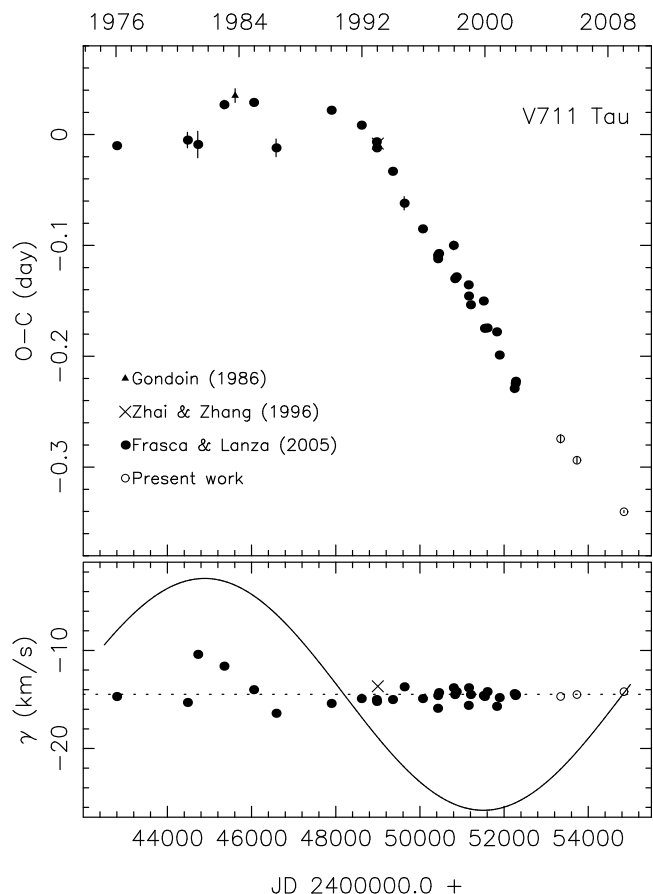 1976 1984 1992 2000 2008
V711 Tau
0
−0.1
−0.2
−0.3
O−C (day)
Gondoin (1986)
Zhai & Zhang (1996)
Frasca & Lanza (2005)
Present work
−10
−20
γ (km/s)
44000 46000 48000 50000 52000 54000
JD 2400000.0 +